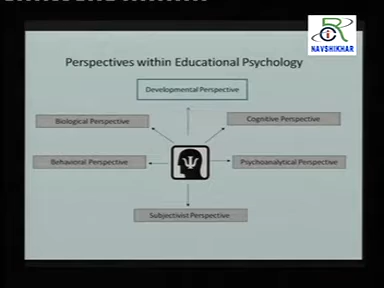 NAVSHIKHAR
Perspectives within Educational Psychology
Developmental Perspective
Biological Perspective
Cognitive Perspective
Behavioral Perspective
Ψ
Psychoanalytical Perspective
Subjectivist Perspective